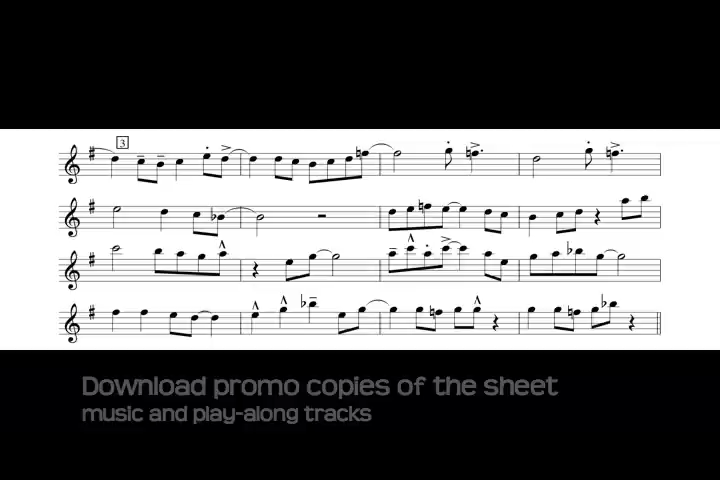 3
Download promo copies of the sheet
music and play-along tracks